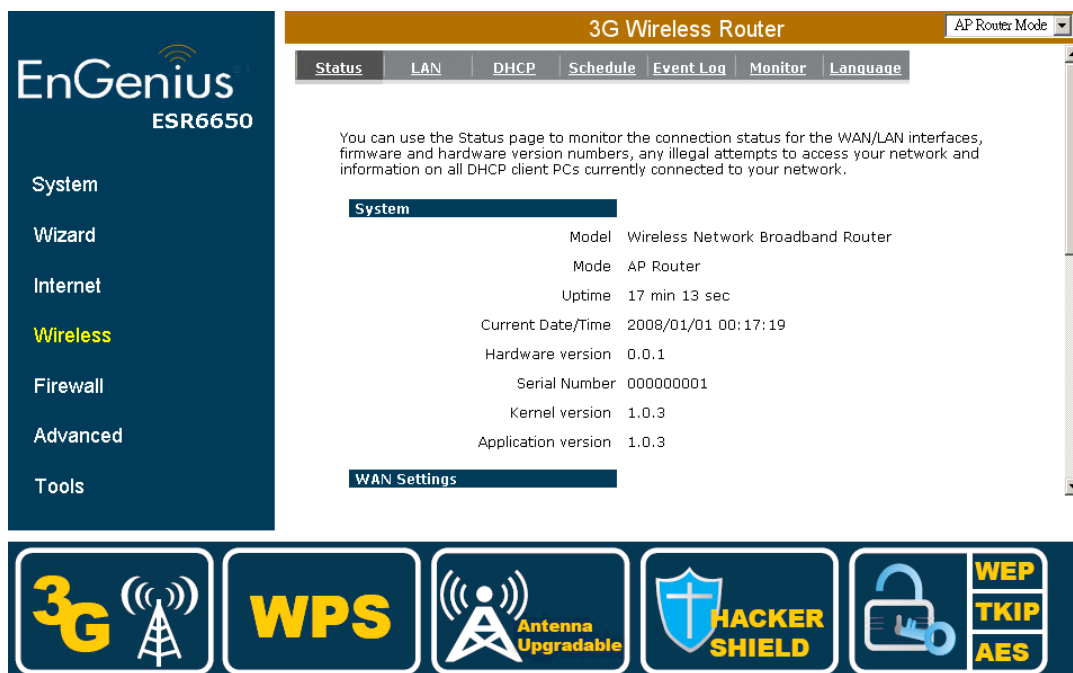 3G Wireless Router
AP Router Mode
EnGenius
ESR6650
System
Wizard
Internet
Wireless
Firewall
Advanced
Tools
Status LAN DHCP Schedule Event Log Monitor Language
You can use the Status page to monitor the connection status for the WAN/LAN interfaces,
firmware and hardware version numbers, any illegal attempts to access your network and
information on all DHCP client PCs currently connected to your network.
System
Model Wireless Network Broadband Router
Mode AP Router
Uptime 17 min 13 sec
Current Date/Time 2008/01/01 00:17:19
Hardware version 0.0.1
Serial Number 000000001
Kernel version 1.0.3
Application version 1.0.3
WAN Settings
3G
WPS
Antenna
Upgradable
HACKER
SHIELD
WEP
TKIP
AES